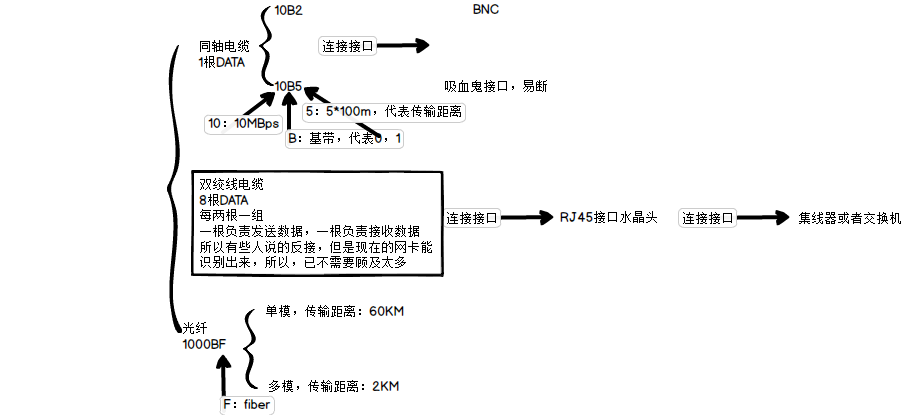 10B2
BNC
同轴电缆
1根DATA
连接接口
10B5
吸血鬼接口，易断
5：5*100m，代表传输距离
10：10MBps
B：基带，代表0，1
双绞线电缆
8根DATA
每两根一组
一根负责发送数据，一根负责接收数据
所以有些人说的反接，但是现在的网卡能
识别出来，所以，已不需要顾及太多
连接接口
RJ45接口水晶头
连接接口
集线器或者交换机
单模，传输距离：60KM
光纤
1000BF
多模，传输距离：2KM
F：fiber